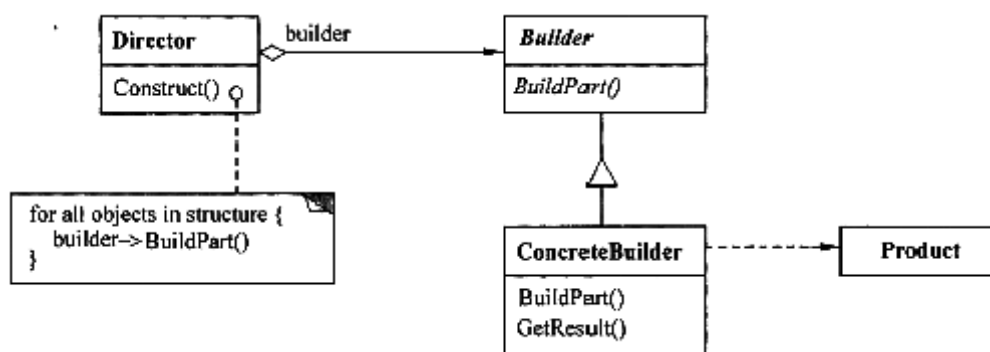 Director
builder
Builder
Construct()
BuildPart()
for all objects in structure {
builder->BuildPart()
}
ConcreteBuilder
Product
BuildPart()
GetResult()